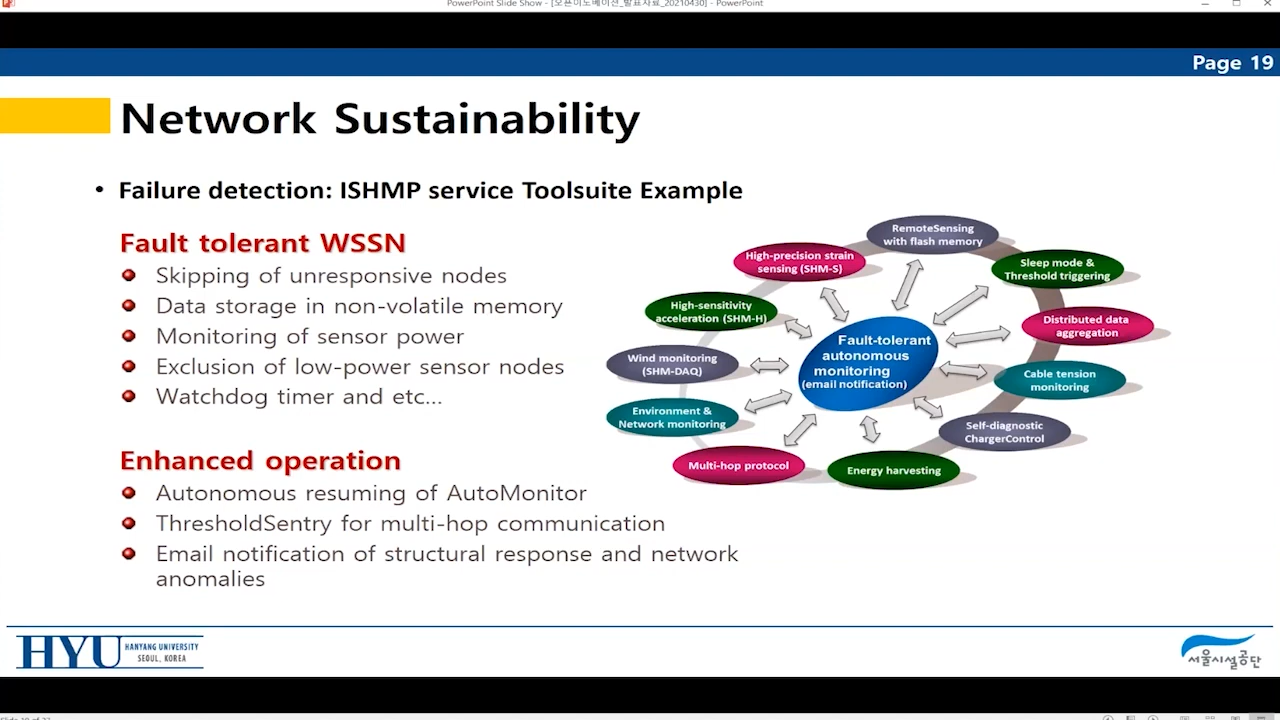 PowerPoint Slide Show - [오픈이노베이션_발표자료_20210430] - PowerPoint
Page 19
Network Sustainability
• Failure detection: ISHMP service Toolsuite Example
Fault tolerant WSSN
Skipping of unresponsive nodes
Data storage in non-volatile memory
Monitoring of sensor power
Exclusion of low-power sensor nodes
Watchdog timer and etc...
Enhanced operation
Autonomous resuming of AutoMonitor
ThresholdSentry for multi-hop communication
Email notification of structural response and network
anomalies
RemoteSensing
with flash memory
High-precision strain
sensing (SHM-S)
Sleep mode &
Threshold triggering
High-sensitivity
acceleration (SHM-H)
Distributed data
aggregation
Fault-tolerant
autonomous
monitoring
(email notification)
Wind monitoring
(SHM-DAQ)
Cable tension
monitoring
Environment &
Network monitoring
Self-diagnostic
ChargerControl
Multi-hop protocol
Energy harvesting
HYU
HANYANG UNIVERSITY
SEOUL, KOREA
서울시설공단